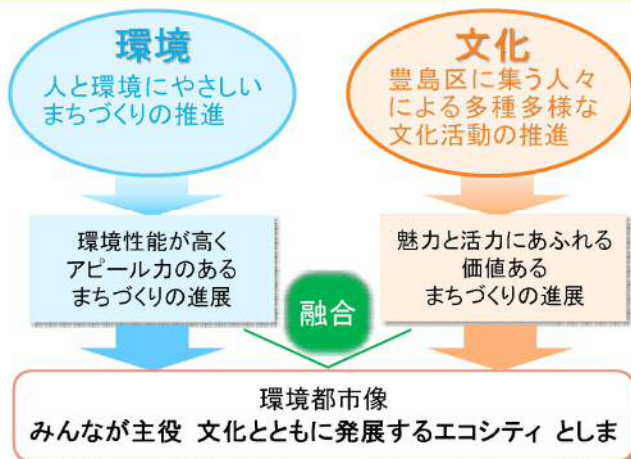 環境
人と環境にやさしい
まちづくりの推進
文化
豊島区に集う人々
による多種多様な
文化活動の推進
環境性能が高く
アピール力のある
まちづくりの進展
魅力と活力にあふれる
価値ある
まちづくりの進展
融合
環境都市像
みんなが主役 文化とともに発展するエコシティ としま